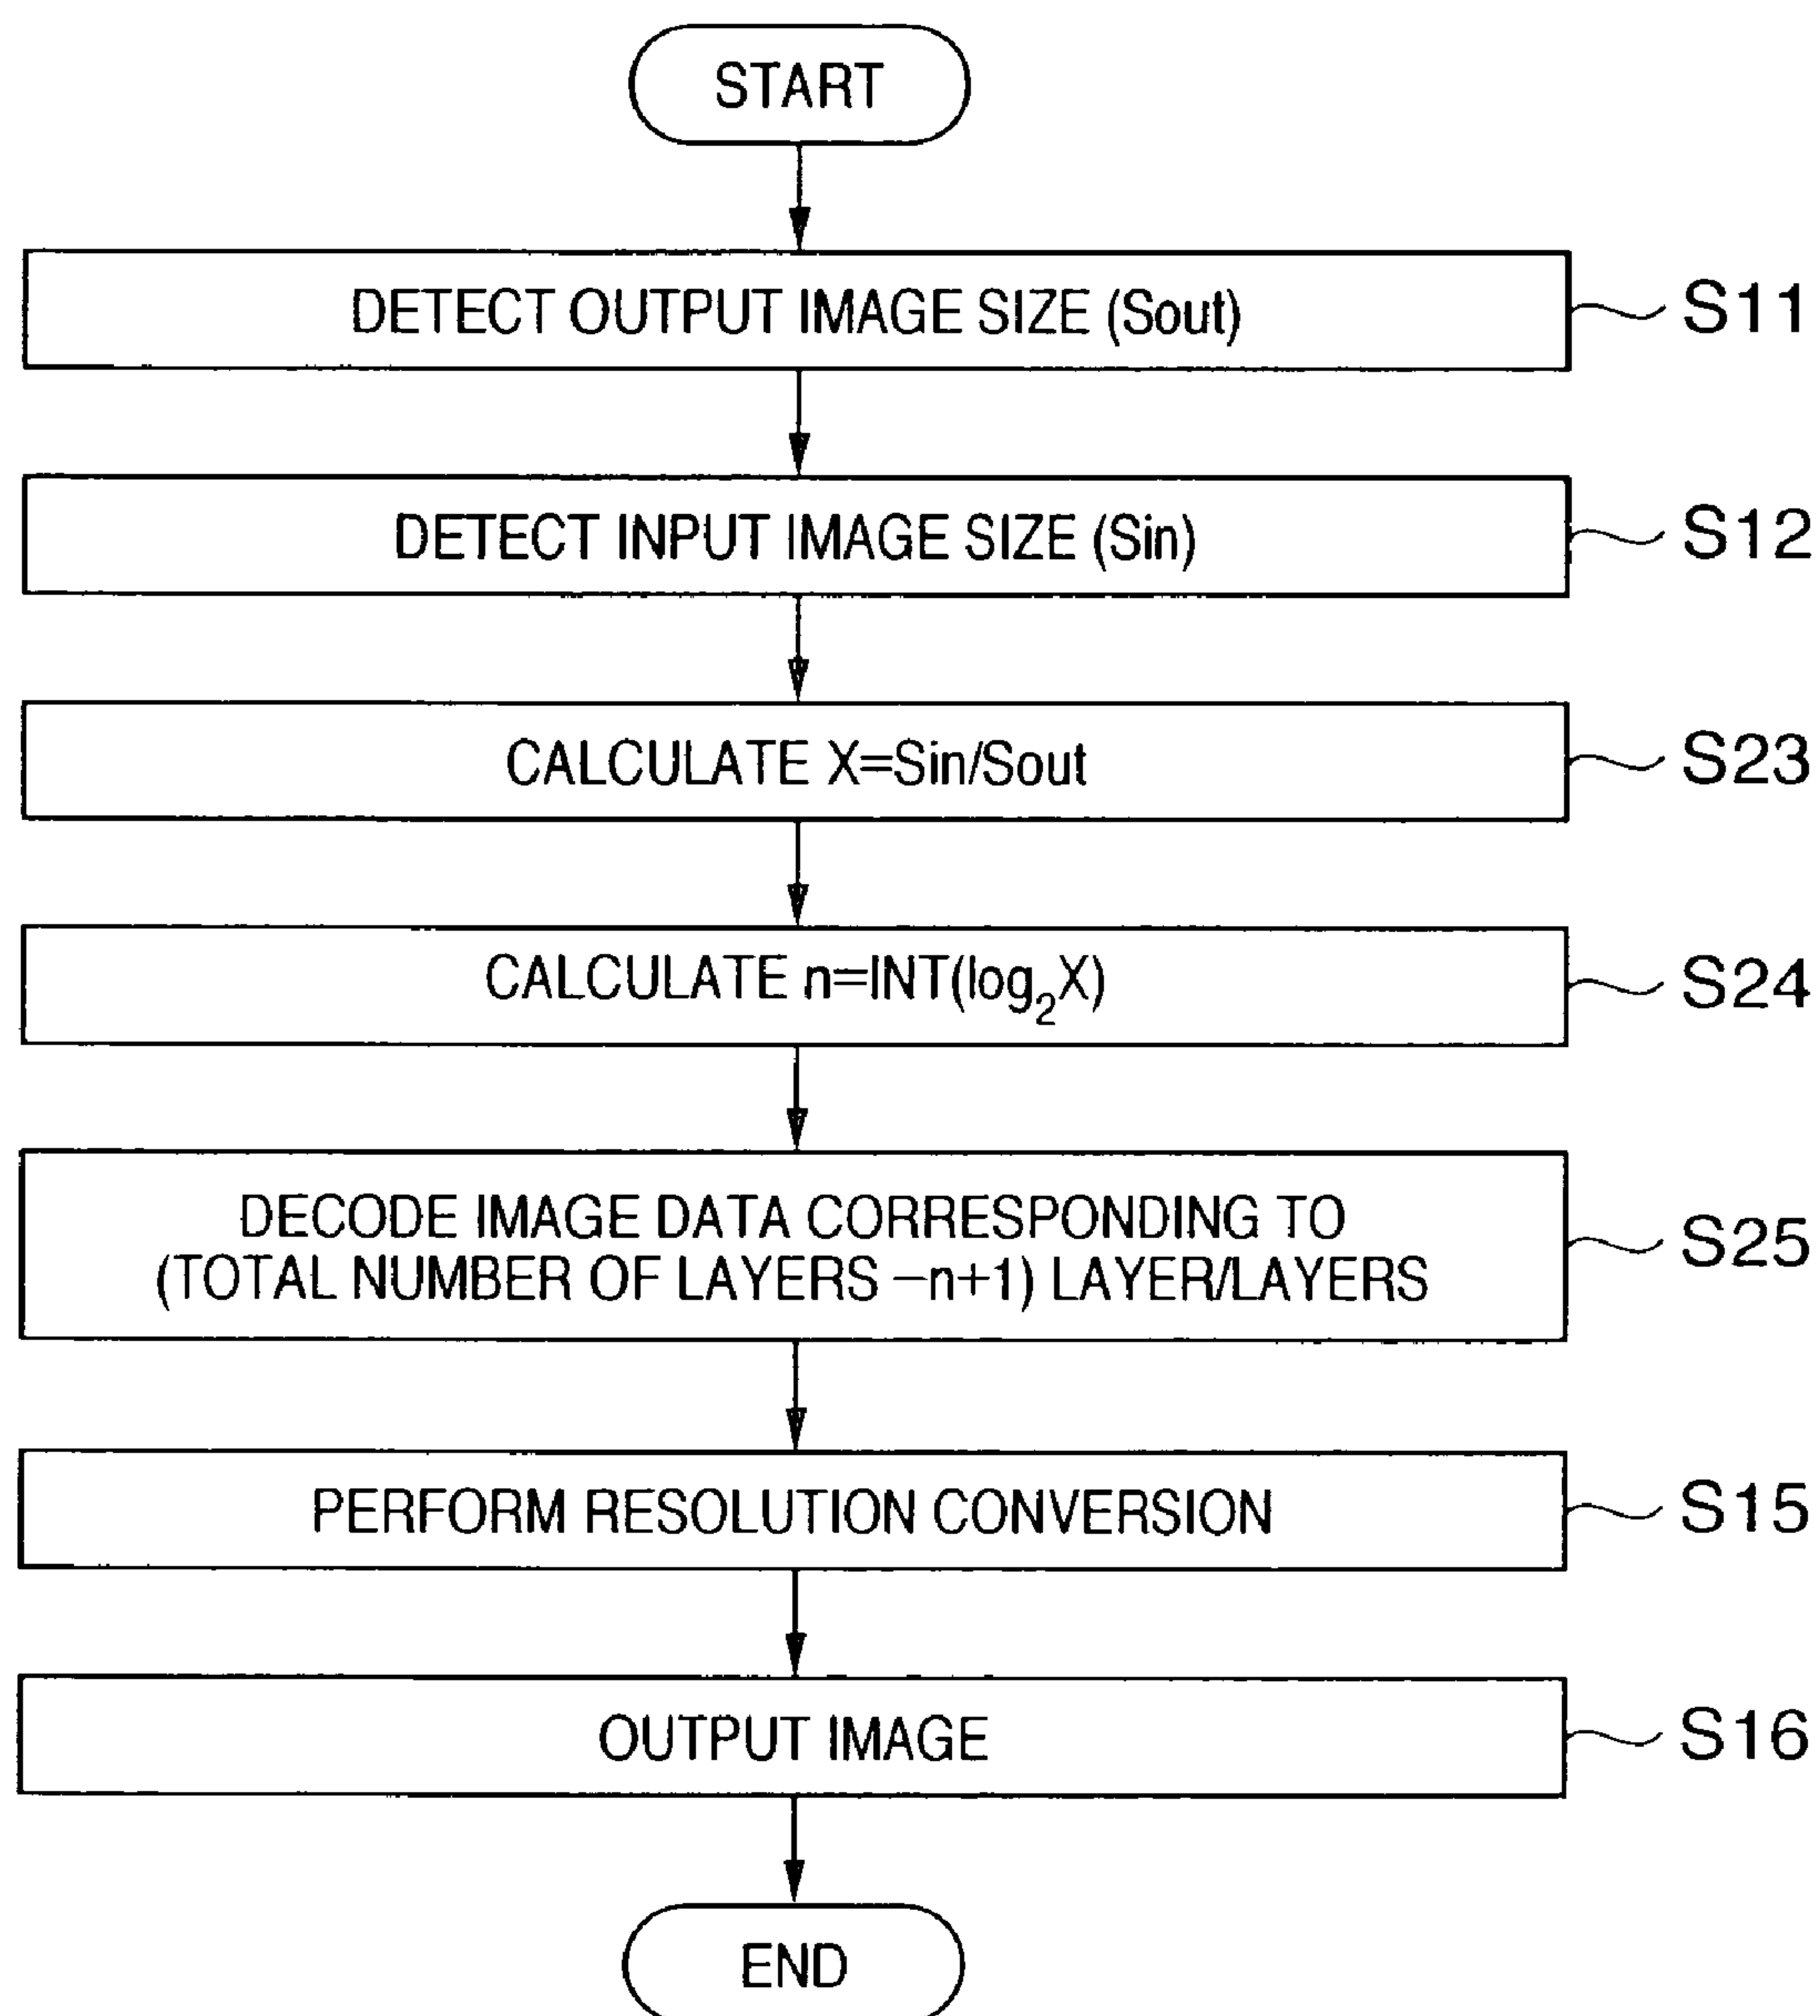 START
DETECT OUTPUT IMAGE SIZE (Sout)
S11
DETECT INPUT IMAGE SIZE (Sin)
S12
CALCULATE X=Sin/Sout
S23
CALCULATE n=INT(log₂X)
S24
DECODE IMAGE DATA CORRESPONDING TO
(TOTAL NUMBER OF LAYERS −n+1) LAYER/LAYERS
S25
PERFORM RESOLUTION CONVERSION
S15
OUTPUT IMAGE
S16
END